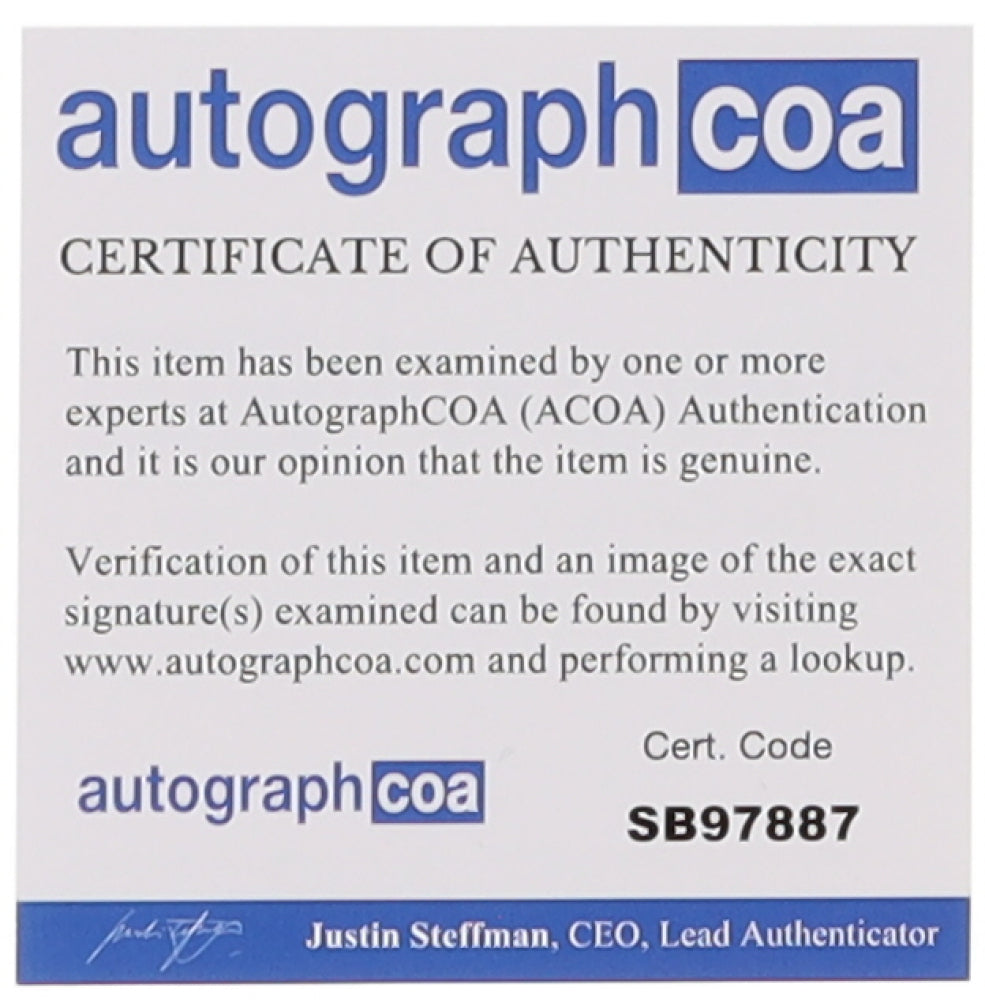 autographcoa
CERTIFICATE OF AUTHENTICITY
This item has been examined by one or more
experts at AutographCOA (ACOA) Authentication
and it is our opinion that the item is genuine.
Verification of this item and an image of the exact
signature(s) examined can be found by visiting
www.autographcoa.com and performing a lookup.
autographcoa
Cert. Code
SB97887
Justin Steffman, CEO, Lead Authenticator